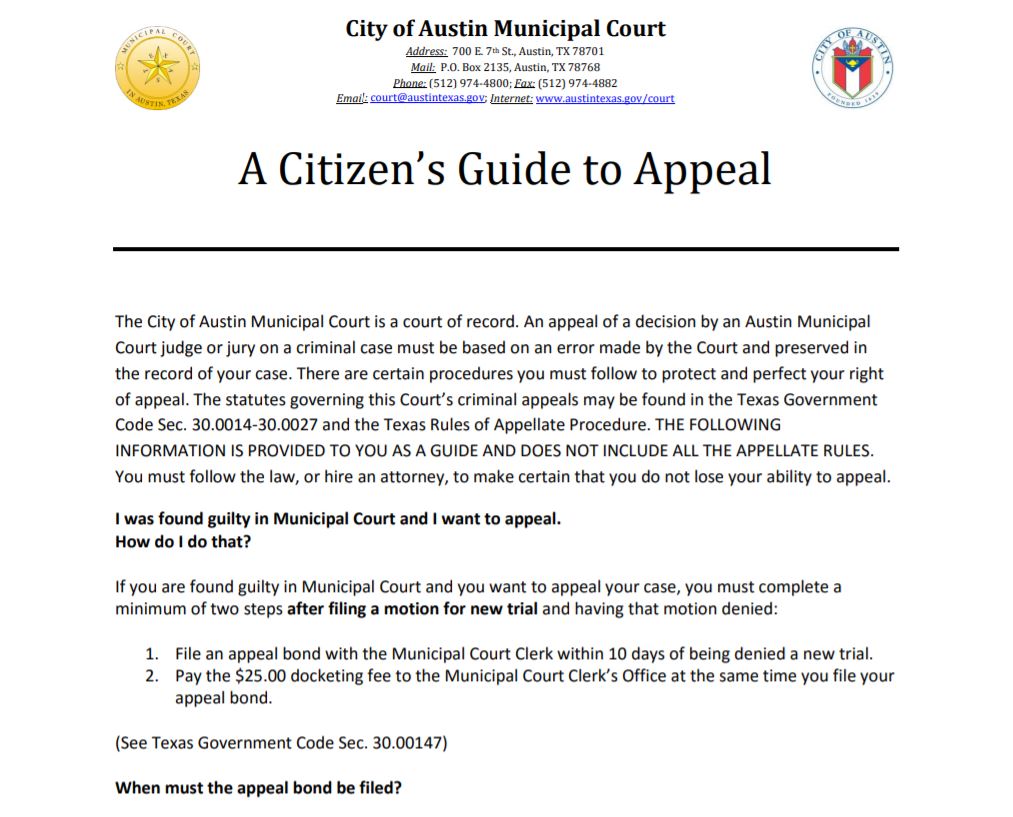 City of Austin Municipal Court
Address: 700 E. 7th St., Austin, TX 78701
Mail: P.O. Box 2135, Austin, TX 78768
Phone: (512) 974-4800; Fax: (512) 974-4882
Email: court@austintexas.gov; Internet: www.austintexas.gov/court
MUNICIPAL COURT
IN AUSTIN, TEXAS
CITY OF AUSTIN
FOUNDED 1839
A Citizen’s Guide to Appeal
The City of Austin Municipal Court is a court of record. An appeal of a decision by an Austin Municipal
Court judge or jury on a criminal case must be based on an error made by the Court and preserved in
the record of your case. There are certain procedures you must follow to protect and perfect your right
of appeal. The statutes governing this Court’s criminal appeals may be found in the Texas Government
Code Sec. 30.0014-30.0027 and the Texas Rules of Appellate Procedure. THE FOLLOWING
INFORMATION IS PROVIDED TO YOU AS A GUIDE AND DOES NOT INCLUDE ALL THE APPELLATE RULES.
You must follow the law, or hire an attorney, to make certain that you do not lose your ability to appeal.
I was found guilty in Municipal Court and I want to appeal.
How do I do that?
If you are found guilty in Municipal Court and you want to appeal your case, you must complete a
minimum of two steps after filing a motion for new trial and having that motion denied:
1. File an appeal bond with the Municipal Court Clerk within 10 days of being denied a new trial.
2. Pay the $25.00 docketing fee to the Municipal Court Clerk’s Office at the same time you file your
appeal bond.
(See Texas Government Code Sec. 30.00147)
When must the appeal bond be filed?